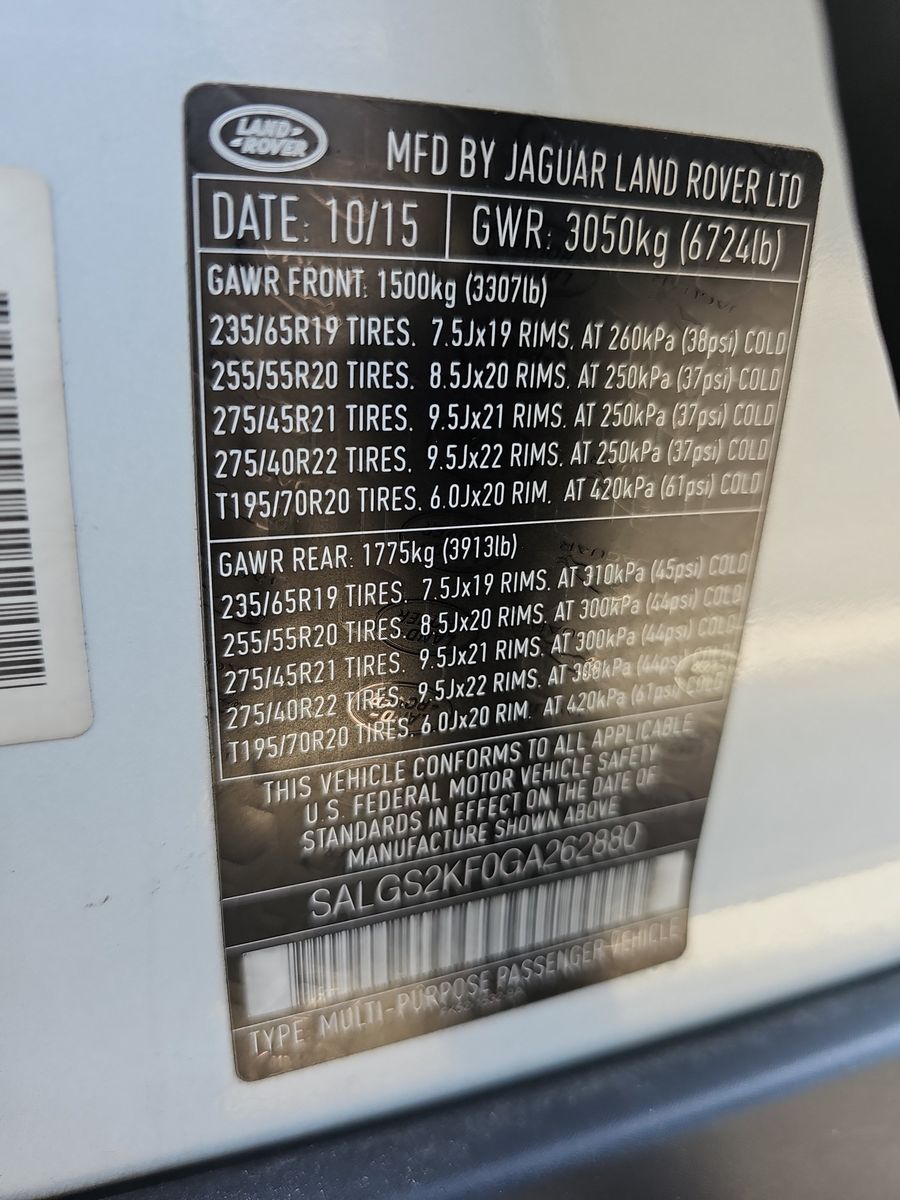 LAND-
-ROVER
MFD BY JAGUAR LAND ROVER LTD
DATE: 10/15 GWR: 3050kg (6724lb)
GAWR FRONT: 1500kg (3307lb)
235/65R19 TIRES. 7.5Jx19 RIMS. AT 260kPa (38psi) COLD
255/55R20 TIRES. 8.5Jx20 RIMS. AT 250kPa (37psi) COLD
275/45R21 TIRES. 9.5Jx21 RIMS. AT 250kPa (37psi) COLD
275/40R22 TIRES. 9.5Jx22 RIMS. AT 250kPa (37psi) COLD
T195/70R20 TIRES. 6.0Jx20 RIM. AT 420kPa (61psi) COLD
GAWR REAR: 1775kg (3913lb)
235/65R19 TIRES. 7.5Jx19 RIMS. AT 310kPa (45psi) COLD
255/55R20 TIRES. 8.5Jx20 RIMS. AT 300kPa (44psi) COLD
275/45R21 TIRES. 9.5Jx21 RIMS. AT 300kPa (44psi) COLD
275/40R22 TIRES. 9.5Jx22 RIMS. AT 300kPa (44psi) COLD
T195/70R20 TIRES. 6.0Jx20 RIM. AT 420kPa (61psi) COLD
THIS VEHICLE CONFORMS TO ALL APPLICABLE
U.S. FEDERAL MOTOR VEHICLE SAFETY
STANDARDS IN EFFECT ON THE DATE OF
MANUFACTURE SHOWN ABOVE
SALGS2KF0GA262880
TYPE: MULTI-PURPOSE PASSENGER VEHICLE